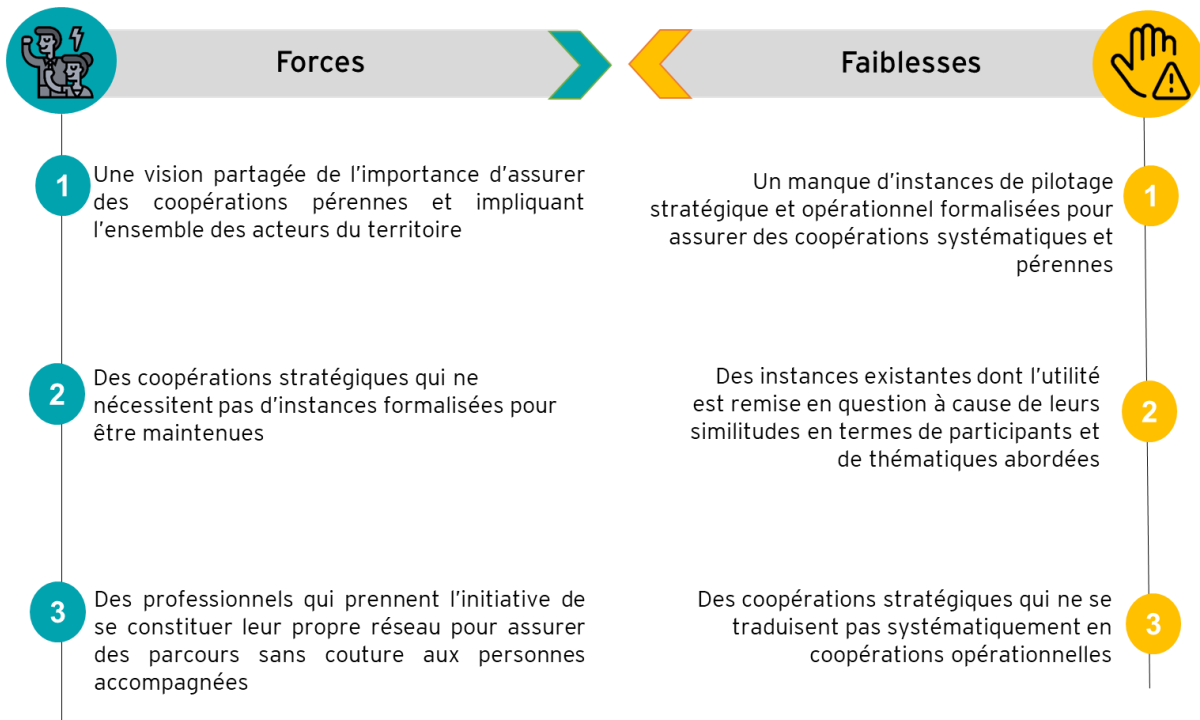 Forces
1
Une vision partagée de l'importance d'assurer
des coopérations pérennes et impliquant
l'ensemble des acteurs du territoire
2
Des coopérations stratégiques qui ne
nécessitent pas d'instances formalisées pour
être maintenues
3
Des professionnels qui prennent l'initiative de
se constituer leur propre réseau pour assurer
des parcours sans couture aux personnes
accompagnées
Faiblesses
1
Un manque d'instances de pilotage
stratégique et opérationnel formalisées pour
assurer des coopérations systématiques et
pérennes
2
Des instances existantes dont l'utilité
est remise en question à cause de leurs
similitudes en termes de participants et
de thématiques abordées
3
Des coopérations stratégiques qui ne se
traduisent pas systématiquement en
coopérations opérationnelles